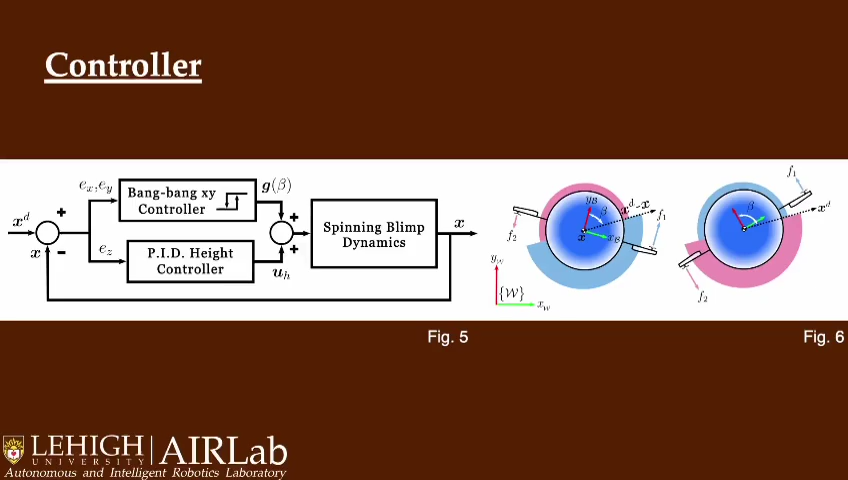 Controller
e_x, e_y
Bang-bang xy
Controller
g(β)
x^d
+
x
−
e_z
P.I.D. Height
Controller
u_h
+
+
Spinning Blimp
Dynamics
x
f_2
y_B
β
x^d - x
f_1
x
x_B
y_W
{W}
x_W
f_1
β
x^d
f_2
Fig. 5
Fig. 6
LEHIGH
UNIVERSITY
AIRLab
Autonomous and Intelligent Robotics Laboratory